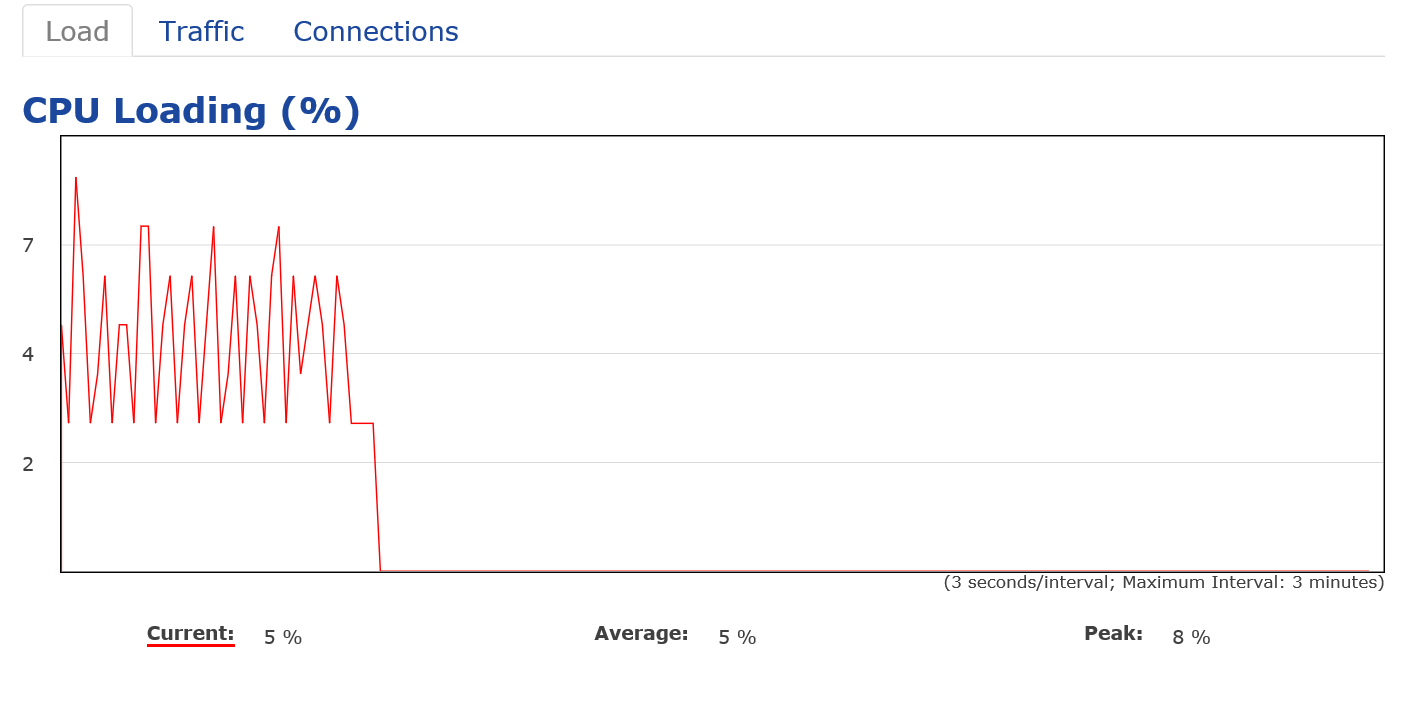 Load Traffic Connections
CPU Loading (%)
7
4
2
(3 seconds/interval; Maximum Interval: 3 minutes)
Current: 5 % Average: 5 % Peak: 8 %